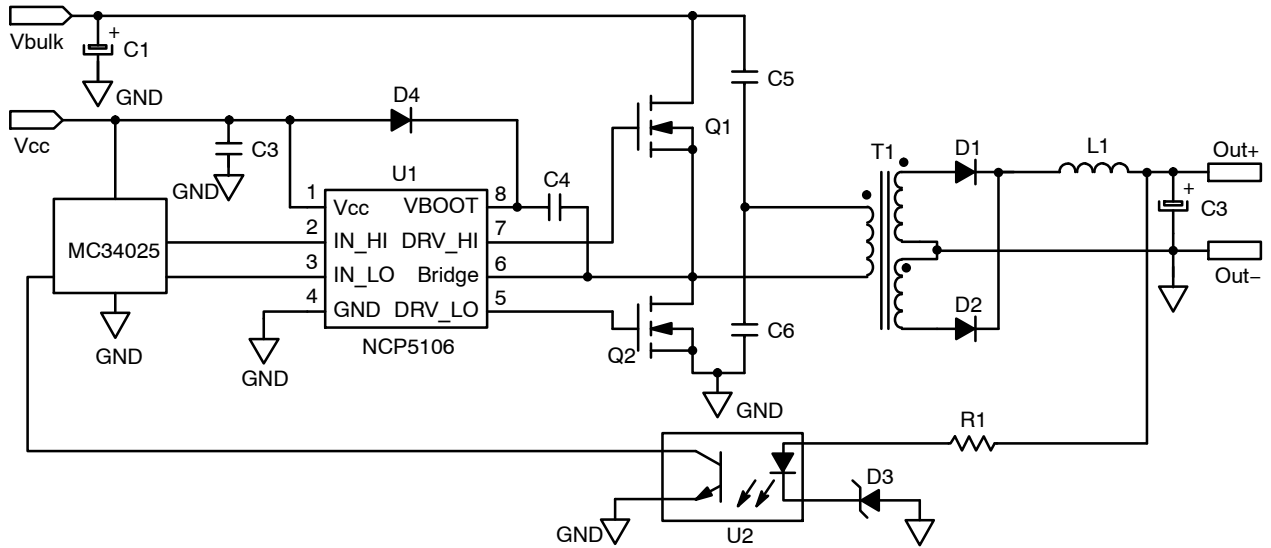 Vbulk
+
C1
GND
Vcc
D4
C3
GND
C5
Q1
U1
C4
MC34025
1 Vcc VBOOT 8
2 IN_HI DRV_HI 7
3 IN_LO Bridge 6
4 GND DRV_LO 5
NCP5106
GND
GND
Q2
C6
GND
T1
D1
L1
Out+
+
C3
Out−
D2
R1
D3
U2
GND